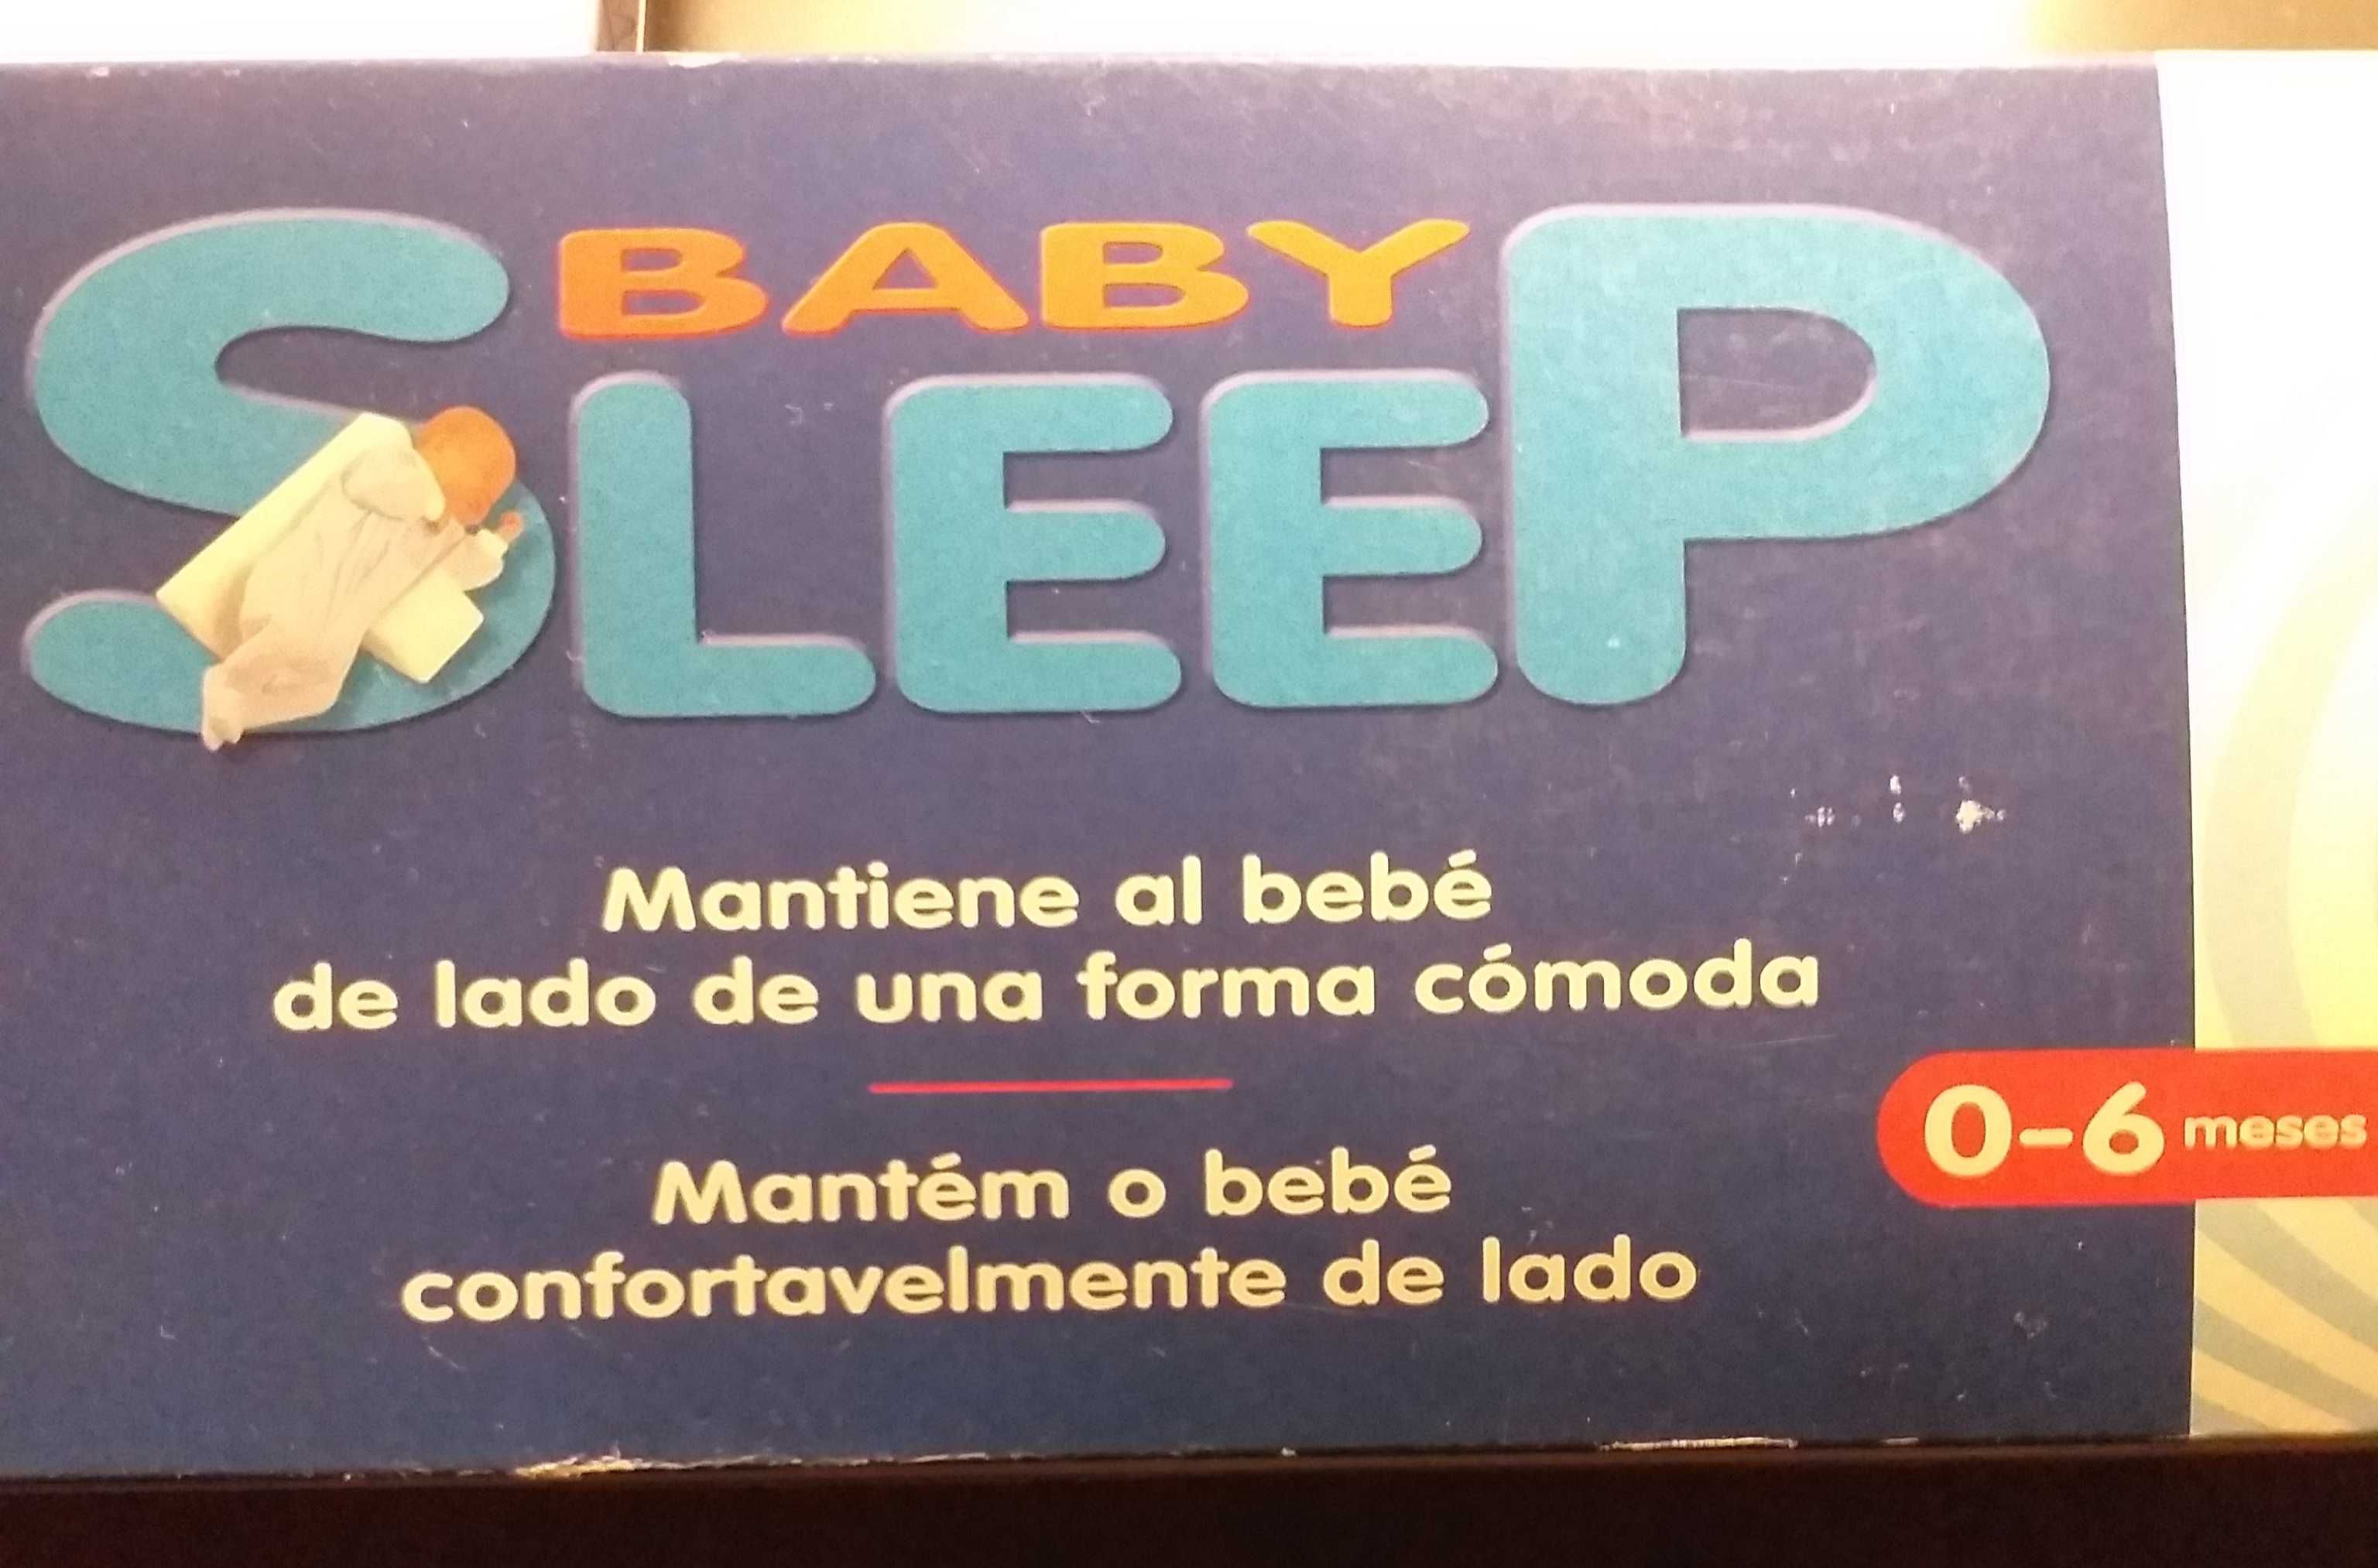 BABY
SLEEP
Mantiene al bebé
de lado de una forma cómoda
0-6 meses
Mantém o bebé
confortavelmente de lado